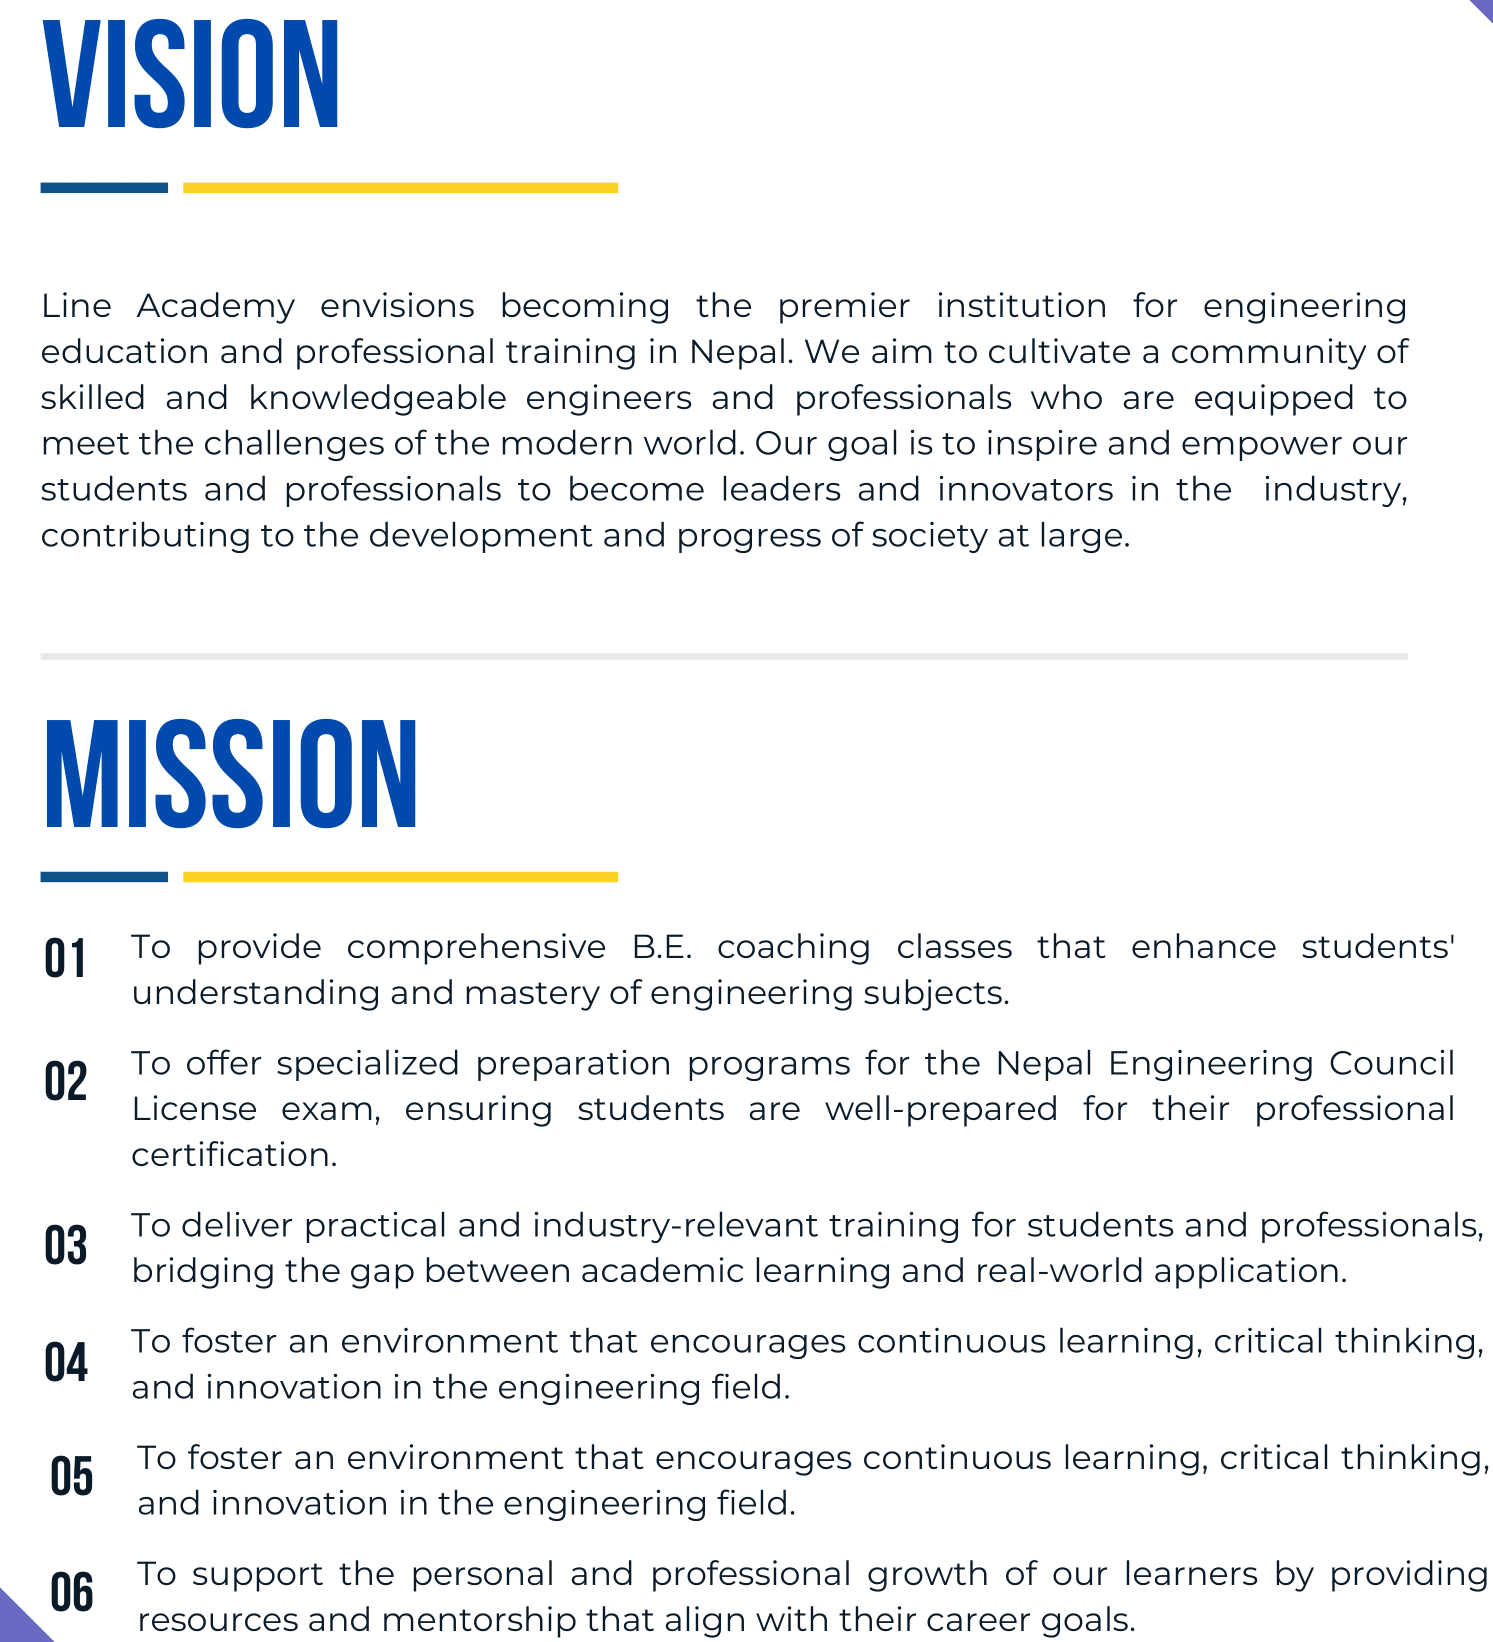 VISION
Line Academy envisions becoming the premier institution for engineering
education and professional training in Nepal. We aim to cultivate a community of
skilled and knowledgeable engineers and professionals who are equipped to
meet the challenges of the modern world. Our goal is to inspire and empower our
students and professionals to become leaders and innovators in the industry,
contributing to the development and progress of society at large.
MISSION
01 To provide comprehensive B.E. coaching classes that enhance students'
understanding and mastery of engineering subjects.
02 To offer specialized preparation programs for the Nepal Engineering Council
License exam, ensuring students are well-prepared for their professional
certification.
03 To deliver practical and industry-relevant training for students and professionals,
bridging the gap between academic learning and real-world application.
04 To foster an environment that encourages continuous learning, critical thinking,
and innovation in the engineering field.
05 To foster an environment that encourages continuous learning, critical thinking,
and innovation in the engineering field.
06 To support the personal and professional growth of our learners by providing
resources and mentorship that align with their career goals.